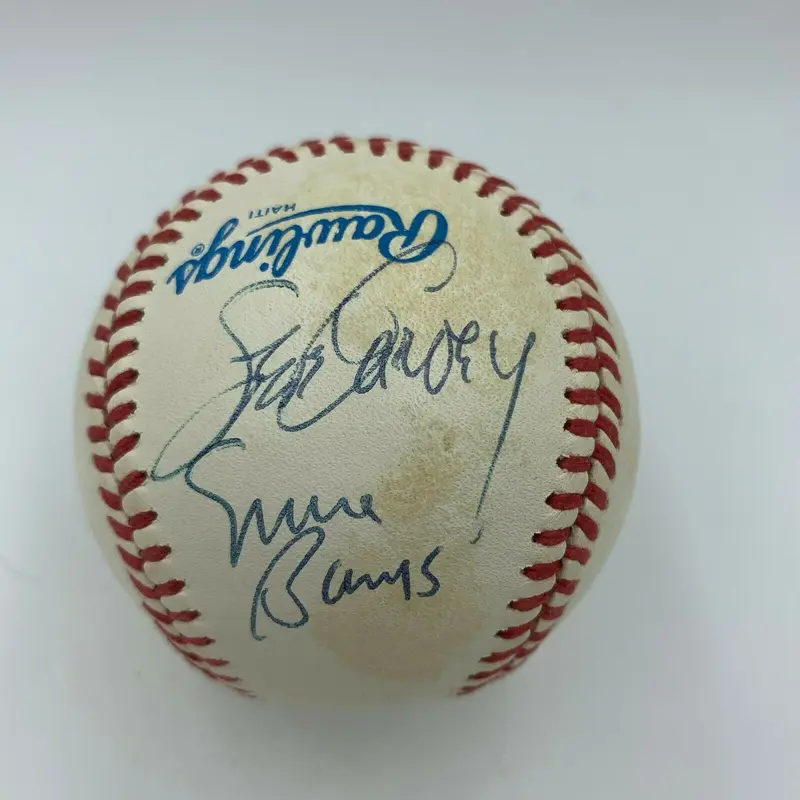 Rawlings®
HAITI
Steve Garvey
Ernie
Banks